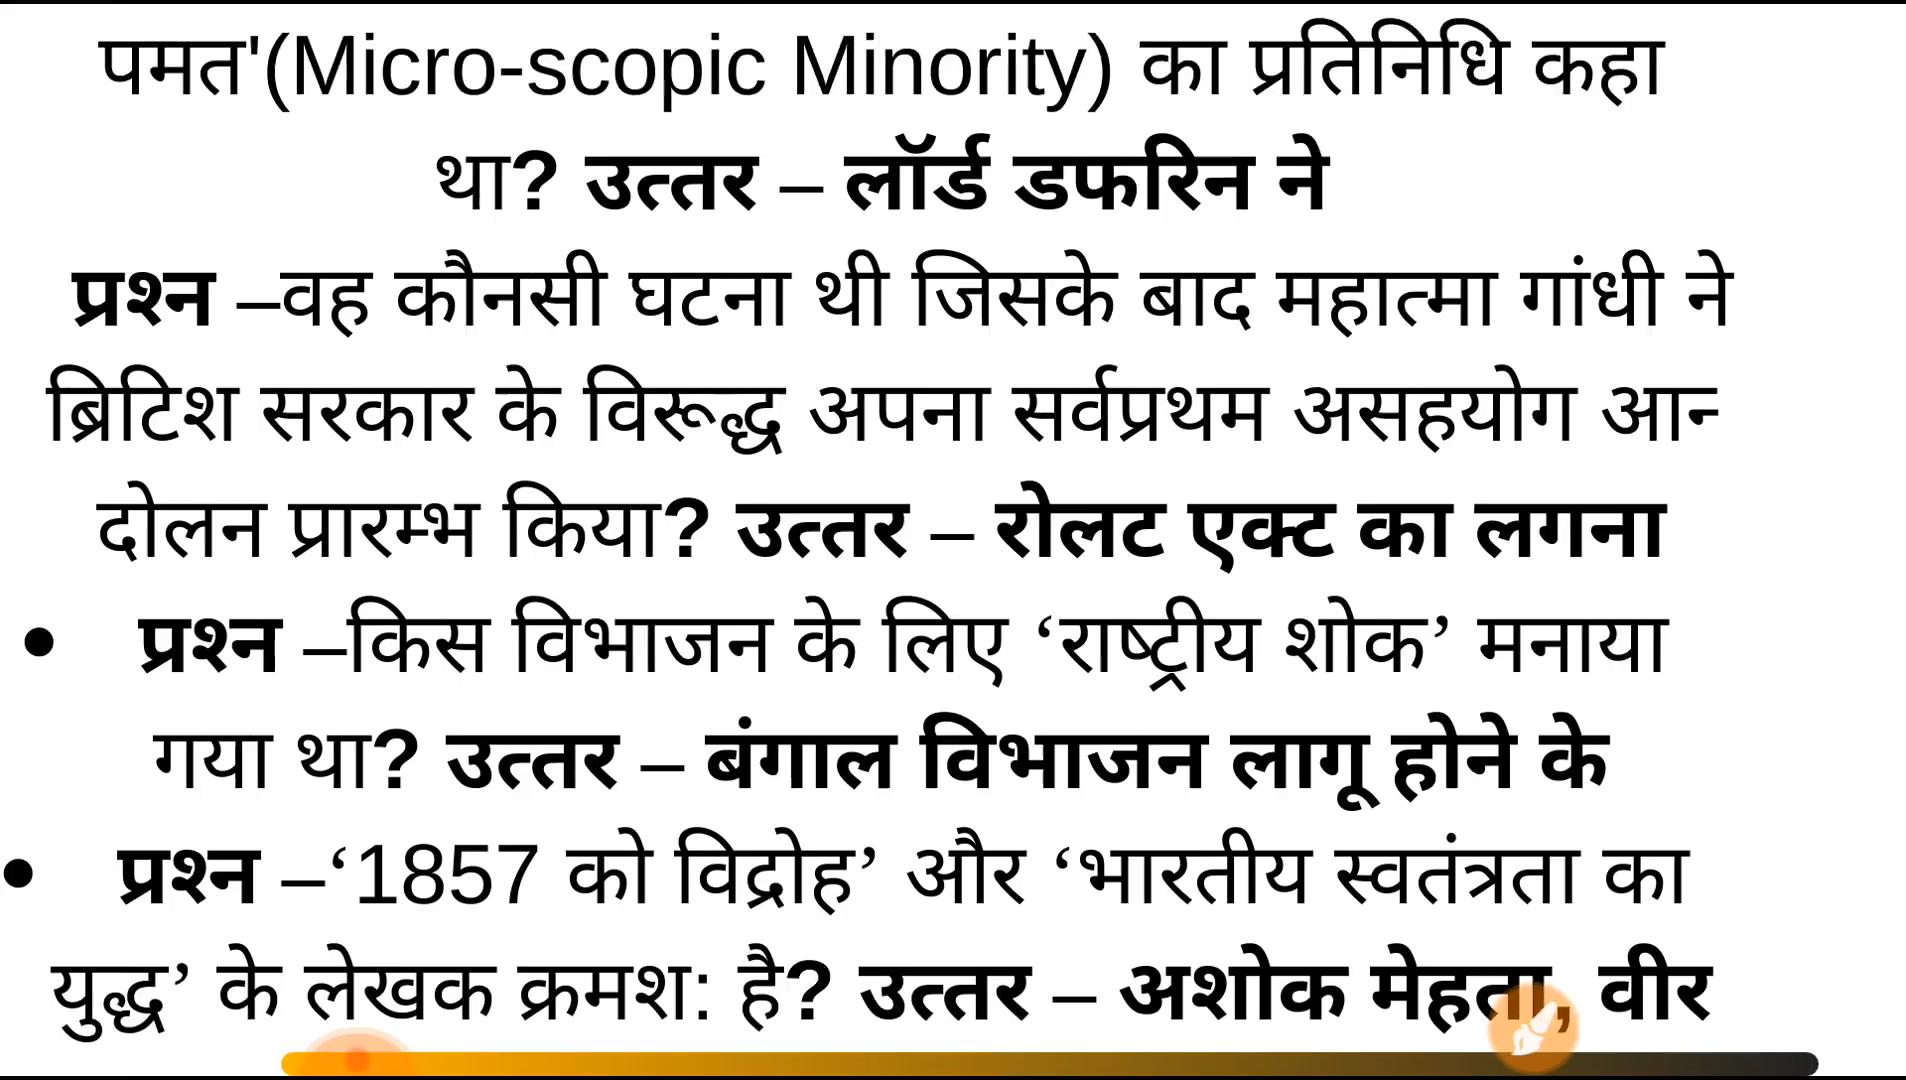 पमत'(Micro-scopic Minority) का प्रतिनिधि कहा
था? उत्तर – लॉर्ड डफरिन ने
प्रश्न –वह कौनसी घटना थी जिसके बाद महात्मा गांधी ने
ब्रिटिश सरकार के विरूद्ध अपना सर्वप्रथम असहयोग आन्
दोलन प्रारम्भ किया? उत्तर – रोलट एक्ट का लगना
• प्रश्न –किस विभाजन के लिए ‘राष्ट्रीय शोक’ मनाया
गया था? उत्तर – बंगाल विभाजन लागू होने के
• प्रश्न –‘1857 को विद्रोह’ और ‘भारतीय स्वतंत्रता का
युद्ध’ के लेखक क्रमश: है? उत्तर – अशोक मेहता, वीर